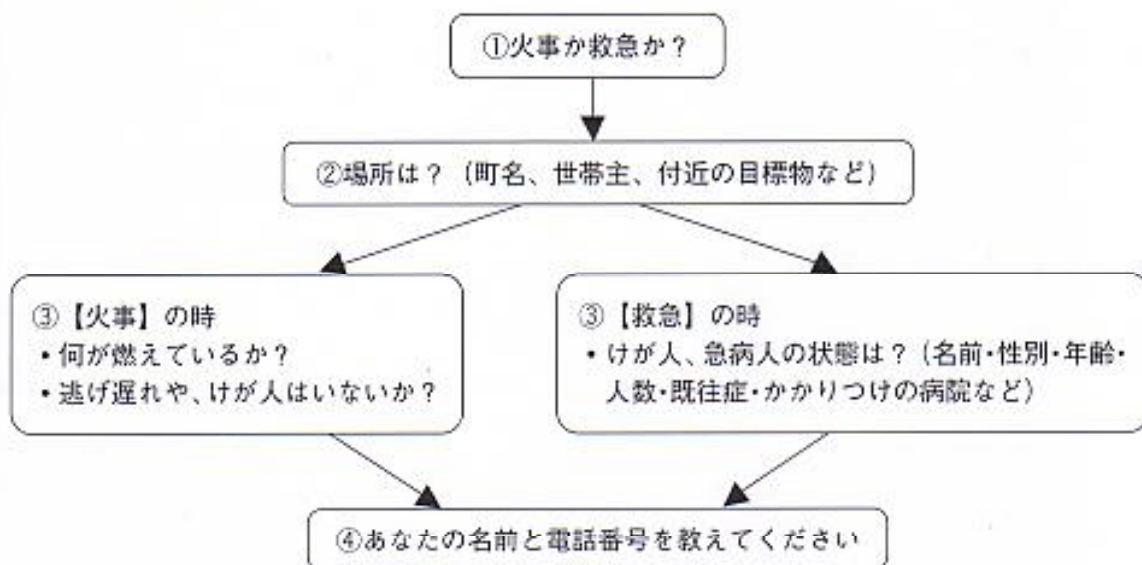 ①火事か救急か？
②場所は？（町名、世帯主、付近の目標物など）
③【火事】の時
・何が燃えているか？
・逃げ遅れや、けが人はいないか？
③【救急】の時
・けが人、急病人の状態は？（名前・性別・年齢・
人数・既往症・かかりつけの病院など）
④あなたの名前と電話番号を教えてください